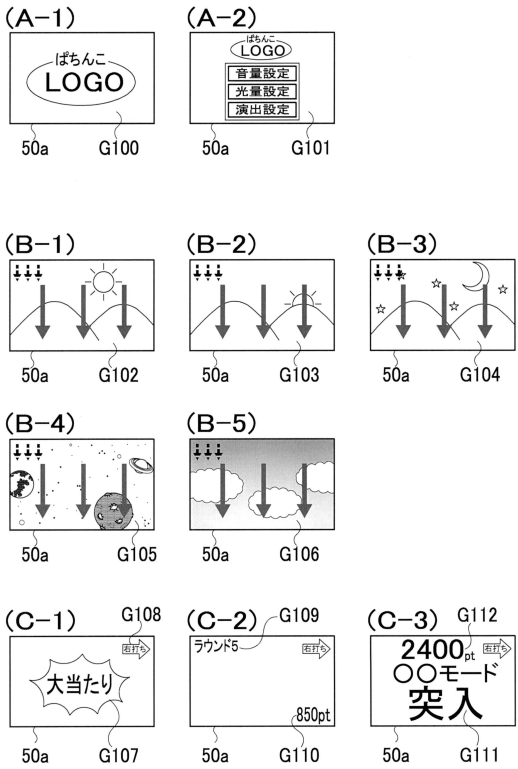 (A-1)
ぱちんこ
LOGO
50a
G100
(A-2)
ぱちんこ
LOGO
音量設定
光量設定
演出設定
50a
G101
(B-1)
50a
G102
(B-2)
50a
G103
(B-3)
50a
G104
(B-4)
50a
G105
(B-5)
50a
G106
(C-1)
G108
右打ち
大当たり
50a
G107
(C-2)
G109
ラウンド5
右打ち
850pt
50a
G110
(C-3)
G112
2400pt
右打ち
○○モード
突入
50a
G111